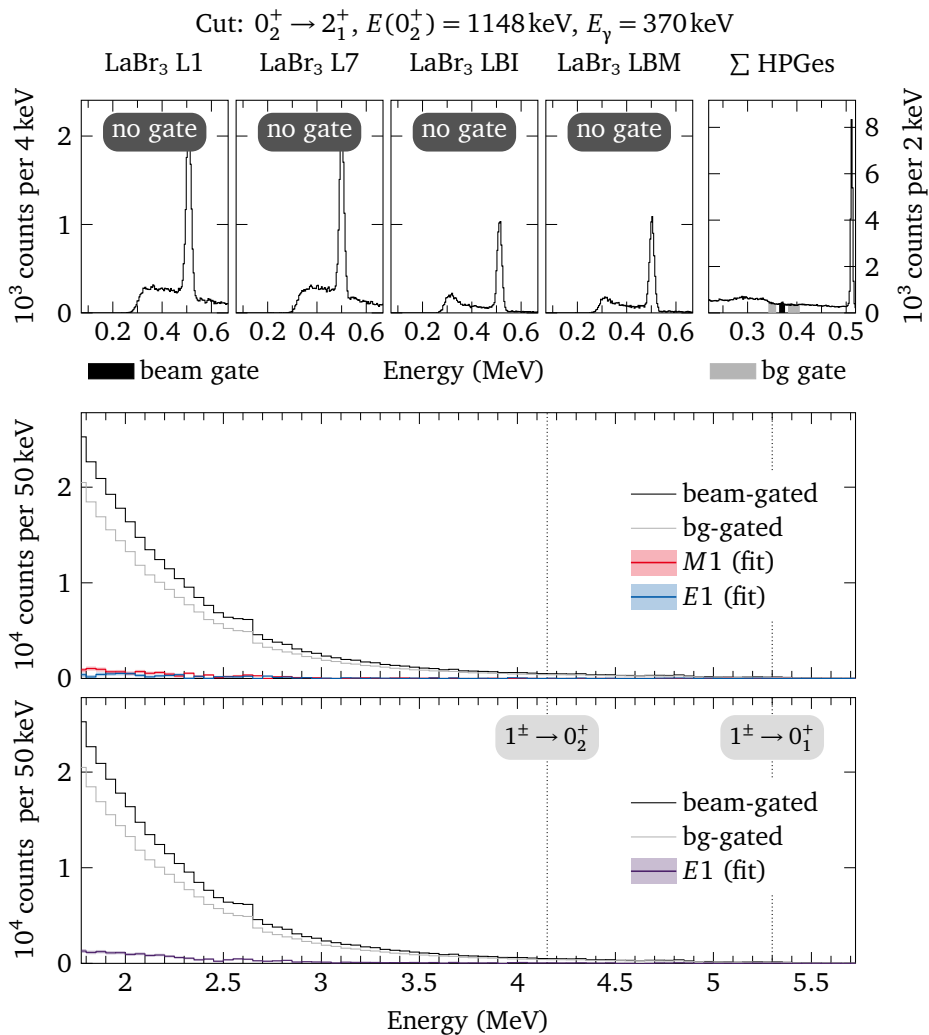 Cut: 0₂⁺ → 2₁⁺, E(0₂⁺) = 1148 keV, Eγ = 370 keV
LaBr₃ L1 LaBr₃ L7 LaBr₃ LBI LaBr₃ LBM ∑ HPGes
no gate no gate no gate no gate
10³ counts per 4 keV
2
1
0
8
6
4
2
0
10³ counts per 2 keV
0.2 0.4 0.6 0.2 0.4 0.6 0.2 0.4 0.6 0.2 0.4 0.6 0.3 0.4 0.5
beam gate Energy (MeV) bg gate
10⁴ counts per 50 keV
2
1
0
beam-gated
bg-gated
M1 (fit)
E1 (fit)
10⁴ counts per 50 keV
2
1
0
1± → 0₂⁺ 1± → 0₁⁺
beam-gated
bg-gated
E1 (fit)
2 2.5 3 3.5 4 4.5 5 5.5
Energy (MeV)